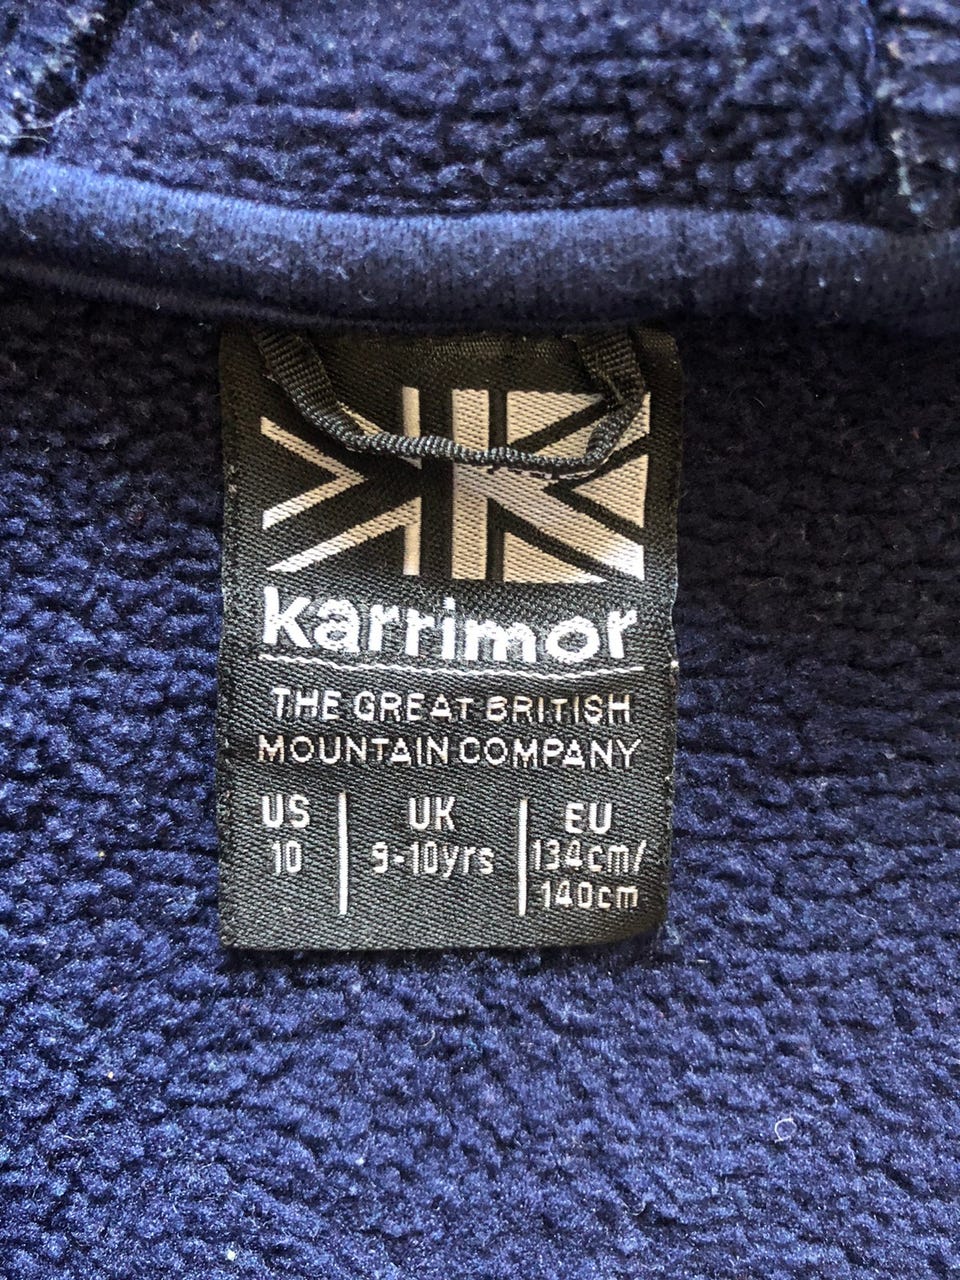 karrimor
THE GREAT BRITISH
MOUNTAIN COMPANY
US
10
UK
9-10yrs
EU
134cm/
140cm